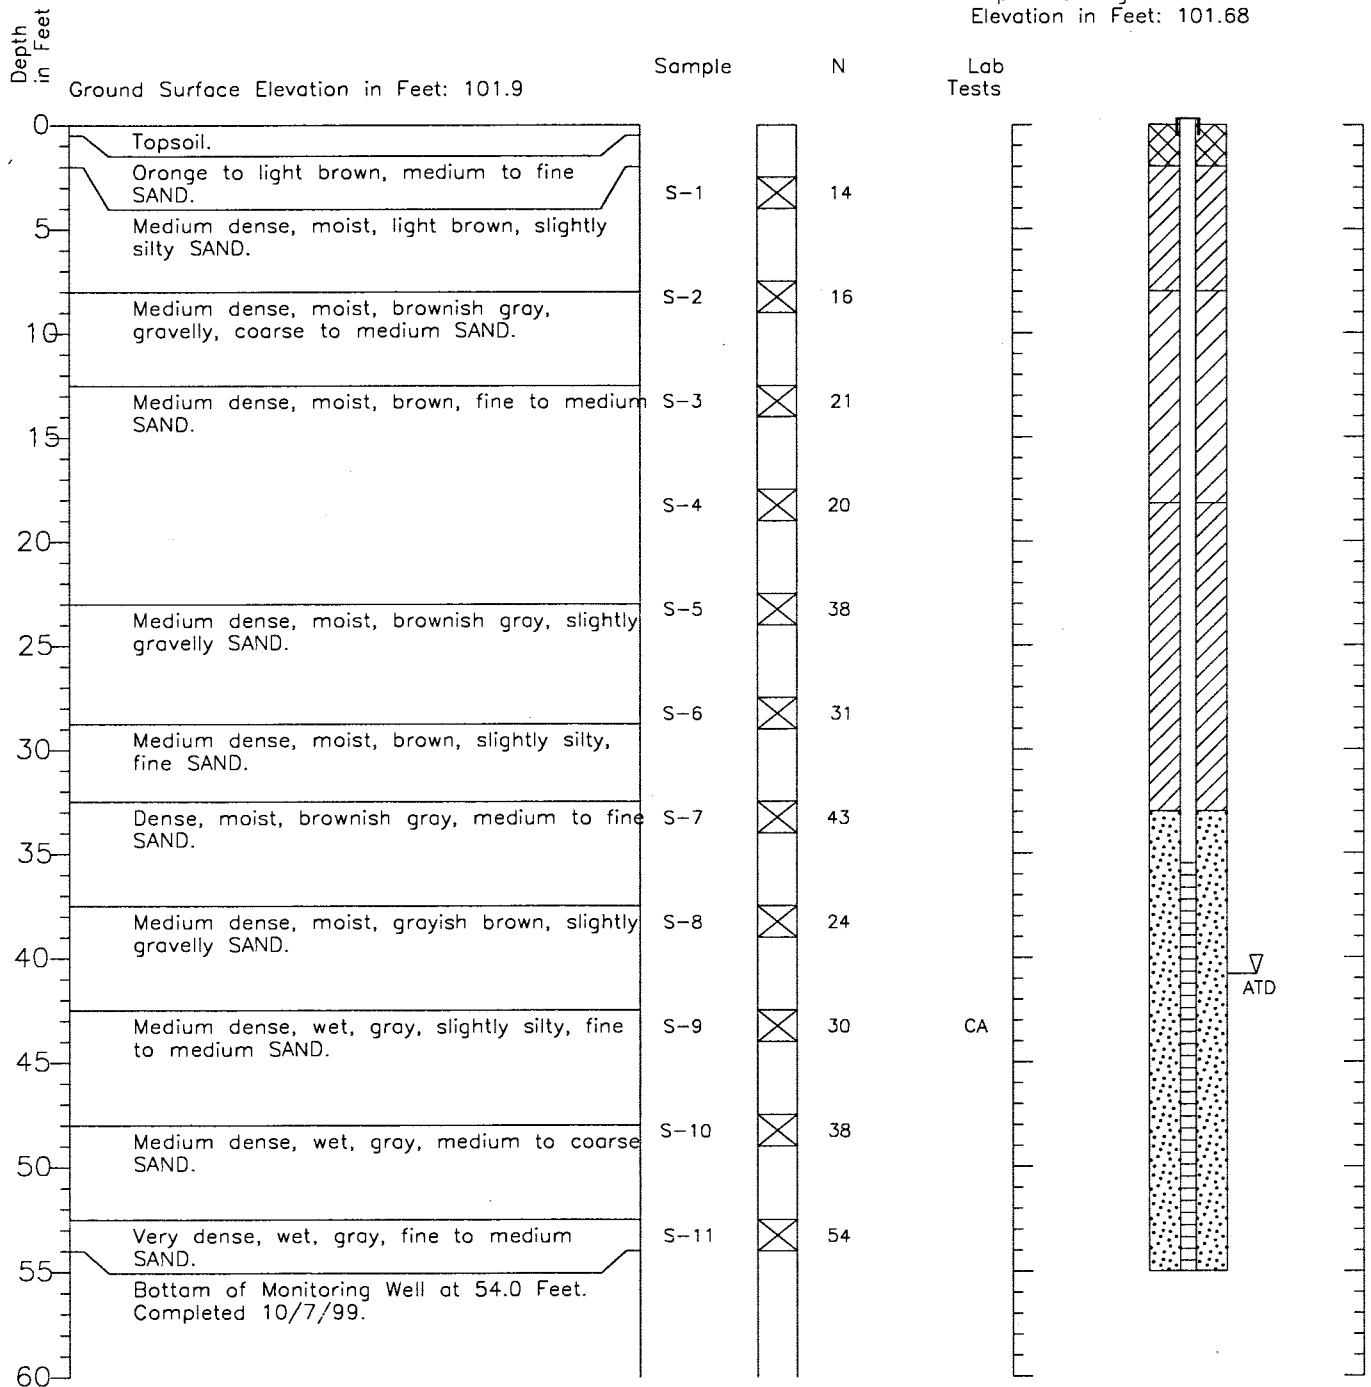 Elevation in Feet: 101.68
Depth
in Feet
Sample N Lab
Tests
Ground Surface Elevation in Feet: 101.9
0
Topsoil.
Oronge to light brown, medium to fine
SAND.
S-1 14
5
Medium dense, moist, light brown, slightly
silty SAND.
S-2 16
Medium dense, moist, brownish gray,
gravelly, coarse to medium SAND.
10
Medium dense, moist, brown, fine to medium
SAND.
S-3 21
15
S-4 20
20
S-5 38
Medium dense, moist, brownish gray, slightly
gravelly SAND.
25
S-6 31
Medium dense, moist, brown, slightly silty,
fine SAND.
30
Dense, moist, brownish gray, medium to fine
SAND.
S-7 43
35
Medium dense, moist, grayish brown, slightly
gravelly SAND.
S-8 24
40
ATD
Medium dense, wet, gray, slightly silty, fine
to medium SAND.
S-9 30 CA
45
Medium dense, wet, gray, medium to coarse
SAND.
S-10 38
50
Very dense, wet, gray, fine to medium
SAND.
S-11 54
55
Bottom of Monitoring Well at 54.0 Feet.
Completed 10/7/99.
60